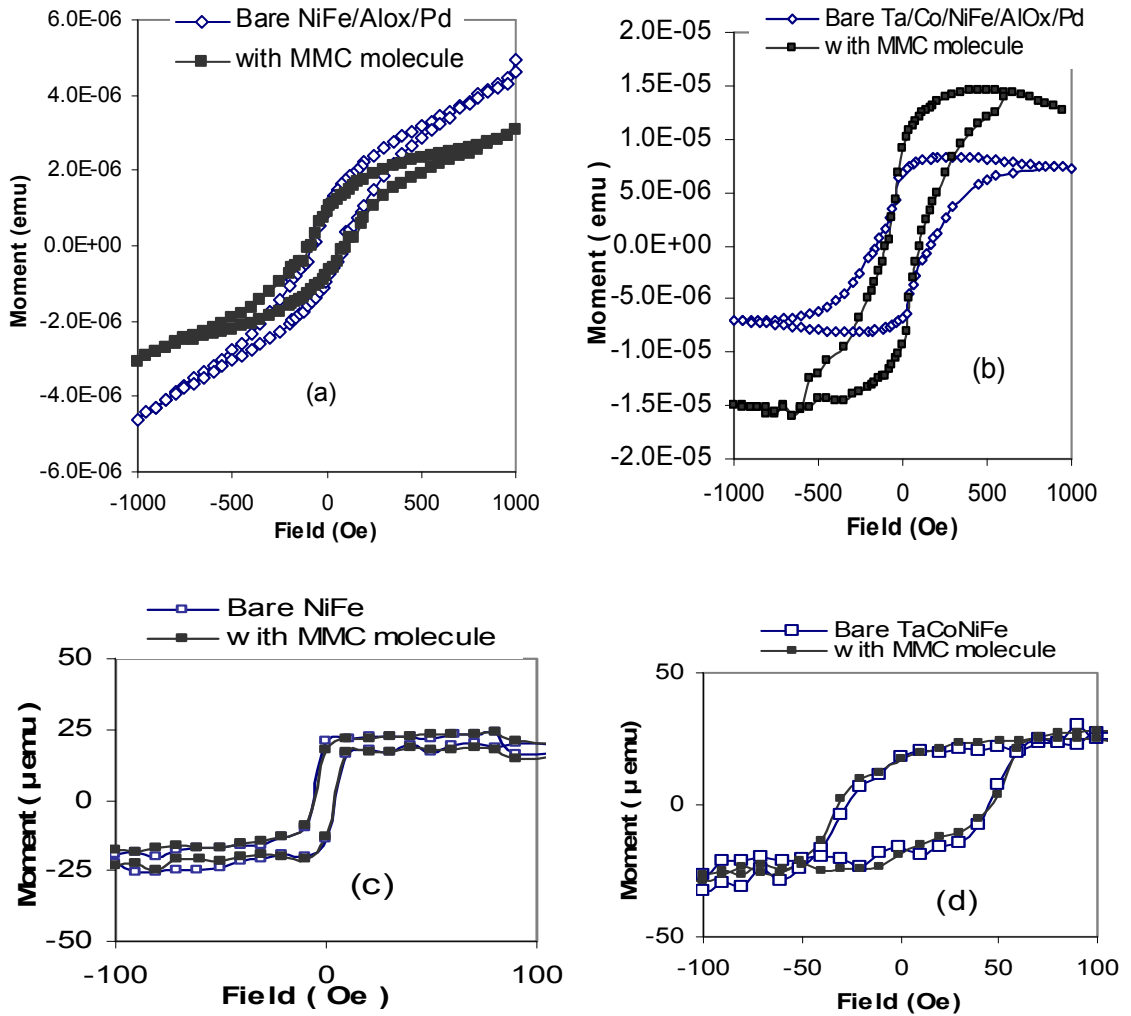 Bare NiFe/Alox/Pd
with MMC molecule
6.0E-06
4.0E-06
2.0E-06
0.0E+00
-2.0E-06
-4.0E-06
-6.0E-06
Moment (emu)
(a)
-1000 -500 0 500 1000
Field (Oe)
Bare Ta/Co/NiFe/AlOx/Pd
with MMC molecule
2.0E-05
1.5E-05
1.0E-05
5.0E-06
0.0E+00
-5.0E-06
-1.0E-05
-1.5E-05
-2.0E-05
Moment ( emu)
(b)
-1000 -500 0 500 1000
Field (Oe)
Bare NiFe
with MMC molecule
50
25
0
-25
-50
Moment ( µemu)
(c)
-100 0 100
Field ( Oe)
Bare TaCoNiFe
with MMC molecule
50
0
-50
Moment ( µemu)
(d)
-100 -50 0 50 100
Field (Oe)